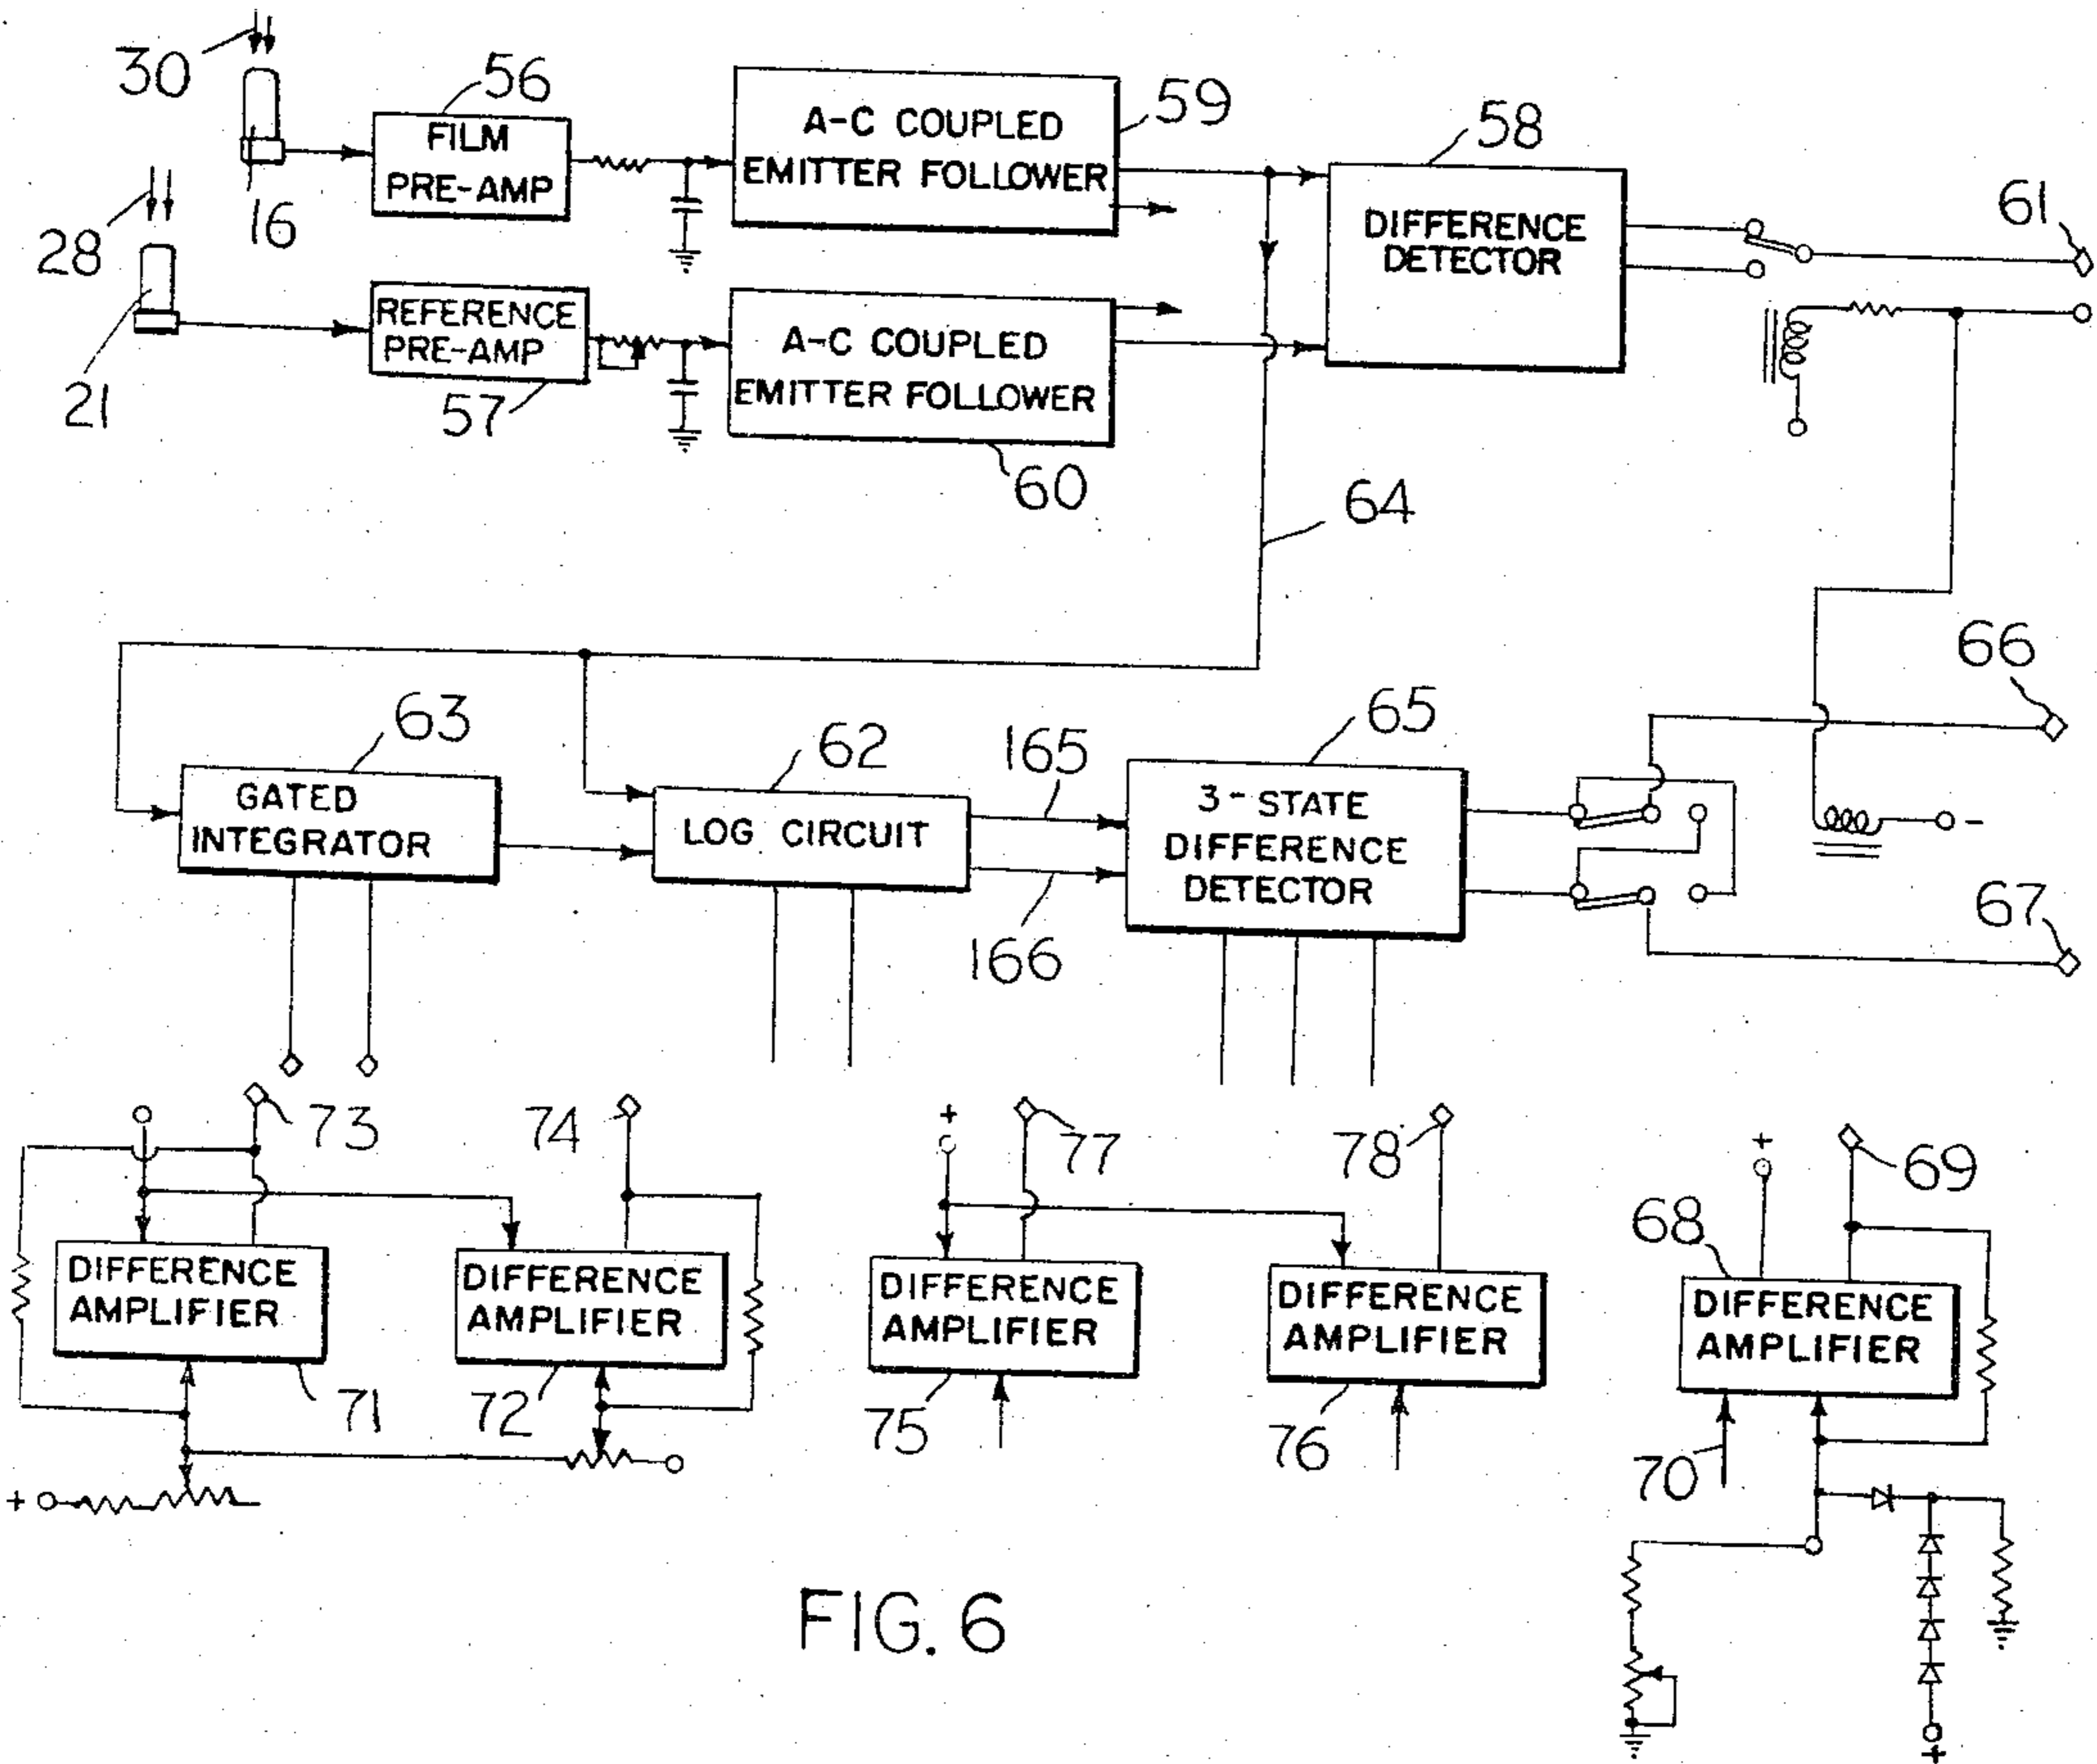 30
56
FILM
PRE-AMP
16
A-C COUPLED
EMITTER FOLLOWER
59
58
DIFFERENCE
DETECTOR
61
28
21
REFERENCE
PRE-AMP
57
A-C COUPLED
EMITTER FOLLOWER
60
64
66
63
GATED
INTEGRATOR
62
LOG CIRCUIT
165
166
65
3-STATE
DIFFERENCE
DETECTOR
-
67
73
74
+
77
78
+
69
68
DIFFERENCE
AMPLIFIER
71
DIFFERENCE
AMPLIFIER
72
DIFFERENCE
AMPLIFIER
75
DIFFERENCE
AMPLIFIER
76
DIFFERENCE
AMPLIFIER
70
+
+
FIG. 6